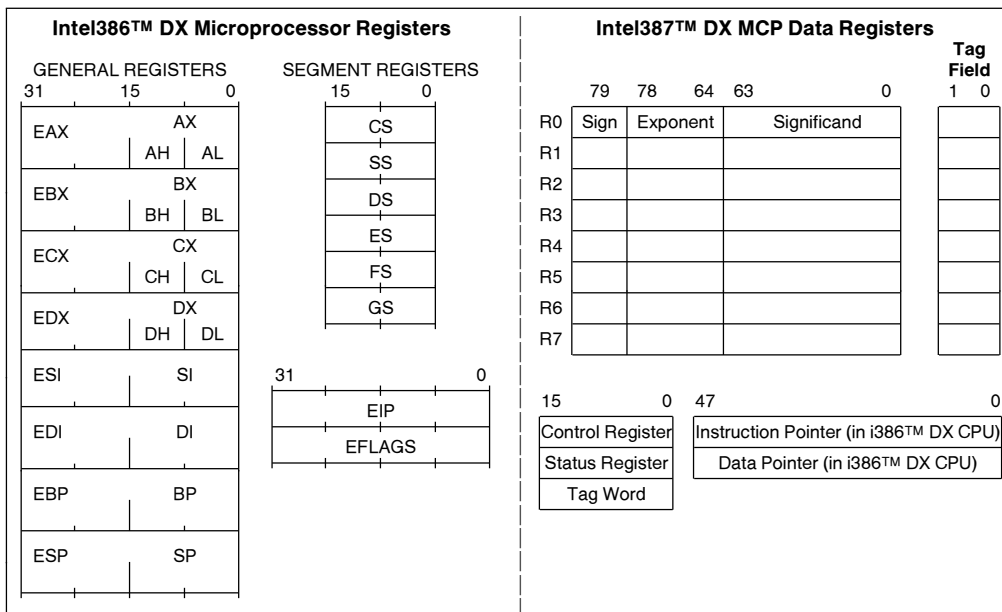 Intel386™ DX Microprocessor Registers
GENERAL REGISTERS
31 15 0
EAX AX
AH AL
EBX BX
BH BL
ECX CX
CH CL
EDX DX
DH DL
ESI SI
EDI DI
EBP BP
ESP SP
SEGMENT REGISTERS
15 0
CS
SS
DS
ES
FS
GS
31 0
EIP
EFLAGS
Intel387™ DX MCP Data Registers
Tag
Field
79 78 64 63 0 1 0
R0 Sign Exponent Significand
R1
R2
R3
R4
R5
R6
R7
15 0
Control Register
Status Register
Tag Word
47 0
Instruction Pointer (in i386™ DX CPU)
Data Pointer (in i386™ DX CPU)